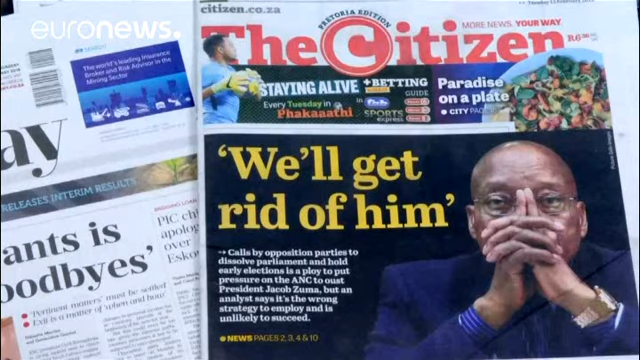 euronews.
The world's leading Insurance
Broker and Risk Advisor in the
Mining Sector
ay
RELEASES INTERIM RESULTS
ants is
oodbyes'
'Pertinent matters' must be settled
Exit is a matter of 'when and how'
PIC ch
apolog
over
Esko
citizen.co.za
PRETORIA EDITION
MORE NEWS. YOUR WAY.
The Citizen
STAYING ALIVE
Every Tuesday in
Phakaaathi
+BETTING
GUIDE
SPORTS
express
Paradise
on a plate
● CITY
'We'll get
rid of him'
→ Calls by opposition parties to
dissolve parliament and hold
early elections is a ploy to put
pressure on the ANC to oust
President Jacob Zuma, but an
analyst says it's the wrong
strategy to employ and is
unlikely to succeed.
● NEWS PAGES 2, 3, 4 & 10